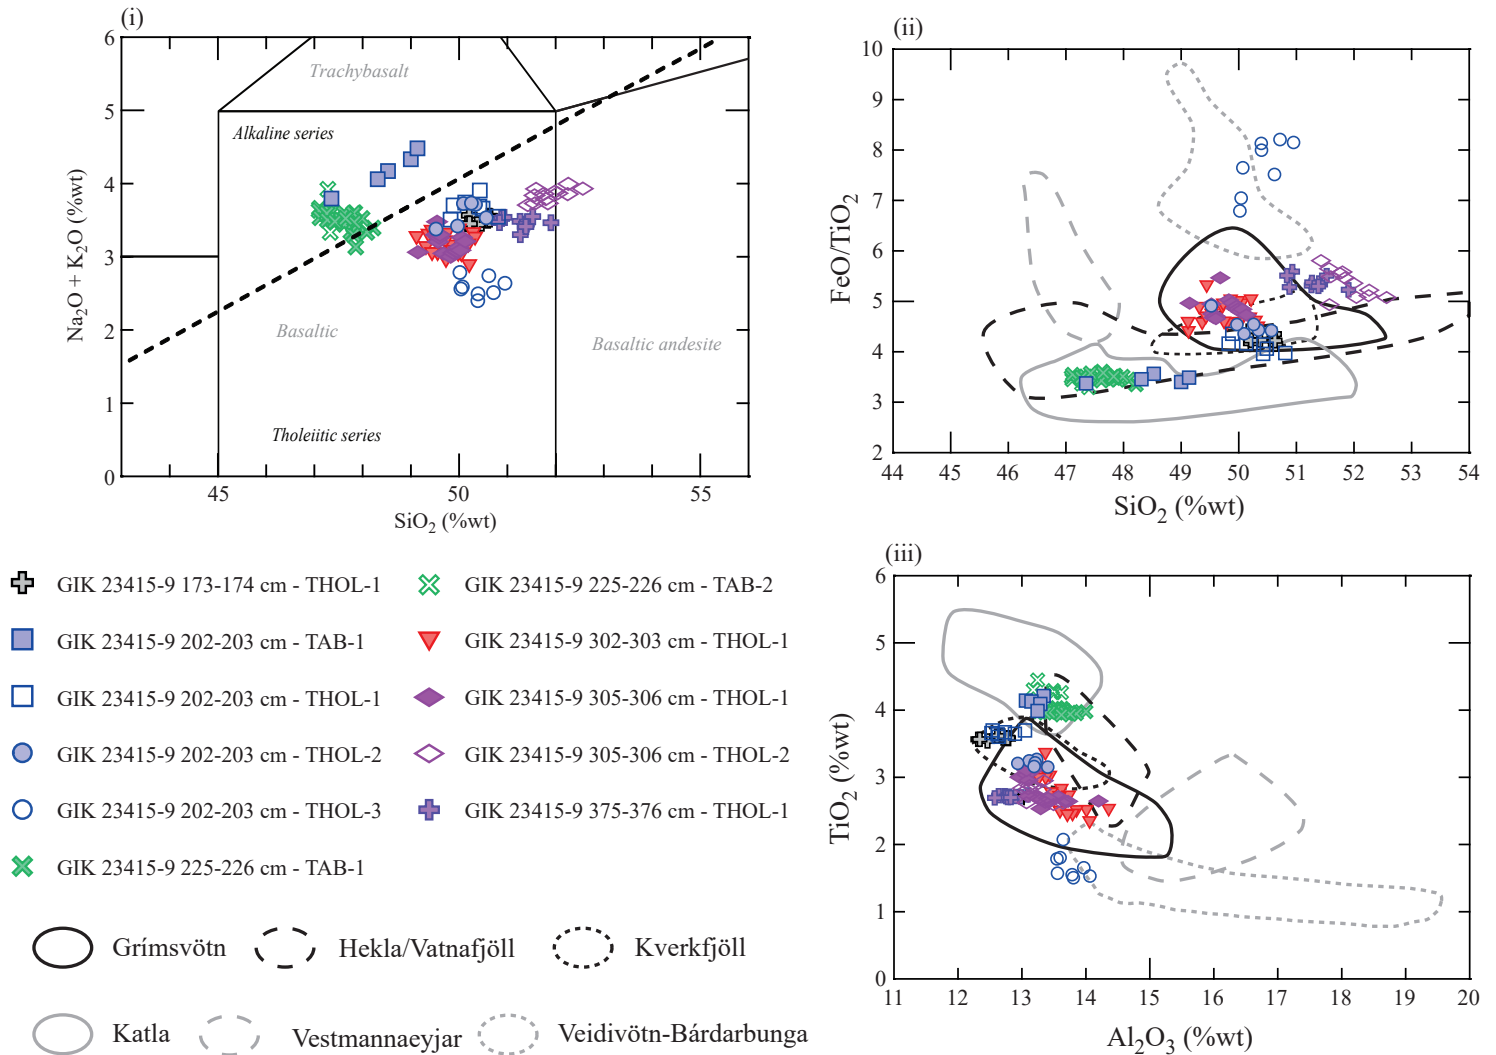 (i)
6
5
4
3
2
1
0
Na2O + K2O (%wt)
Trachybasalt
Alkaline series
Basaltic
Basaltic andesite
Tholeiitic series
45
50
55
SiO2 (%wt)
(ii)
10
9
8
7
6
5
4
3
2
FeO/TiO2
44
45
46
47
48
49
50
51
52
53
54
SiO2 (%wt)
GIK 23415-9 173-174 cm - THOL-1
GIK 23415-9 202-203 cm - TAB-1
GIK 23415-9 202-203 cm - THOL-1
GIK 23415-9 202-203 cm - THOL-2
GIK 23415-9 202-203 cm - THOL-3
GIK 23415-9 225-226 cm - TAB-1
GIK 23415-9 225-226 cm - TAB-2
GIK 23415-9 302-303 cm - THOL-1
GIK 23415-9 305-306 cm - THOL-1
GIK 23415-9 305-306 cm - THOL-2
GIK 23415-9 375-376 cm - THOL-1
Grímsvötn
Hekla/Vatnafjöll
Kverkfjöll
Katla
Vestmannaeyjar
Veidivötn-Bárdarbunga
(iii)
6
5
4
3
2
1
0
TiO2 (%wt)
11
12
13
14
15
16
17
18
19
20
Al2O3 (%wt)